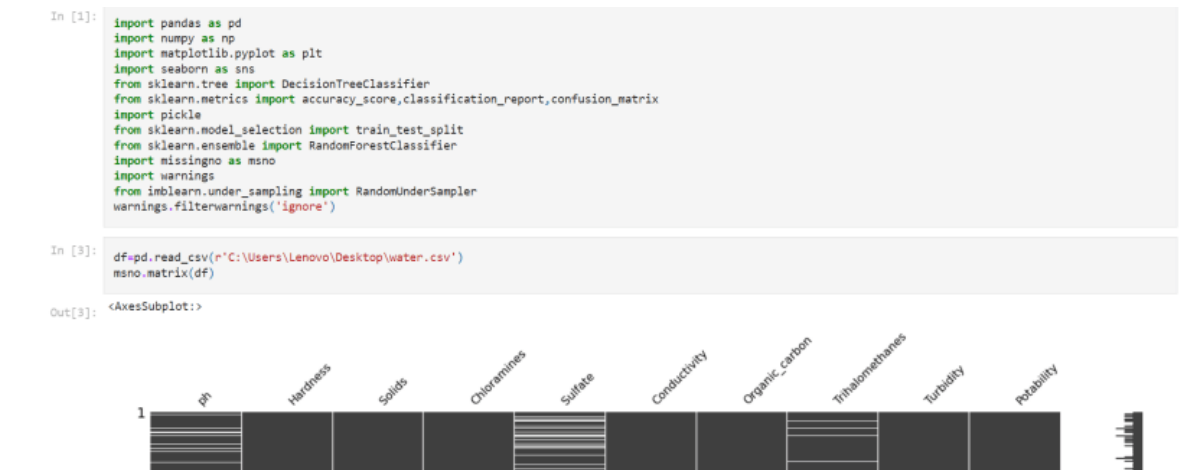 In [1]:
import pandas as pd
import numpy as np
import matplotlib.pyplot as plt
import seaborn as sns
from sklearn.tree import DecisionTreeClassifier
from sklearn.metrics import accuracy_score,classification_report,confusion_matrix
import pickle
from sklearn.model_selection import train_test_split
from sklearn.ensemble import RandomForestClassifier
import missingno as msno
import warnings
from imblearn.under_sampling import RandomUnderSampler
warnings.filterwarnings('ignore')
In [3]:
df=pd.read_csv(r'C:\Users\Lenovo\Desktop\water.csv')
msno.matrix(df)
Out[3]:
<AxesSubplot:>
ph
Hardness
Solids
Chloramines
Sulfate
Conductivity
Organic_carbon
Trihalomethanes
Turbidity
Potability
1